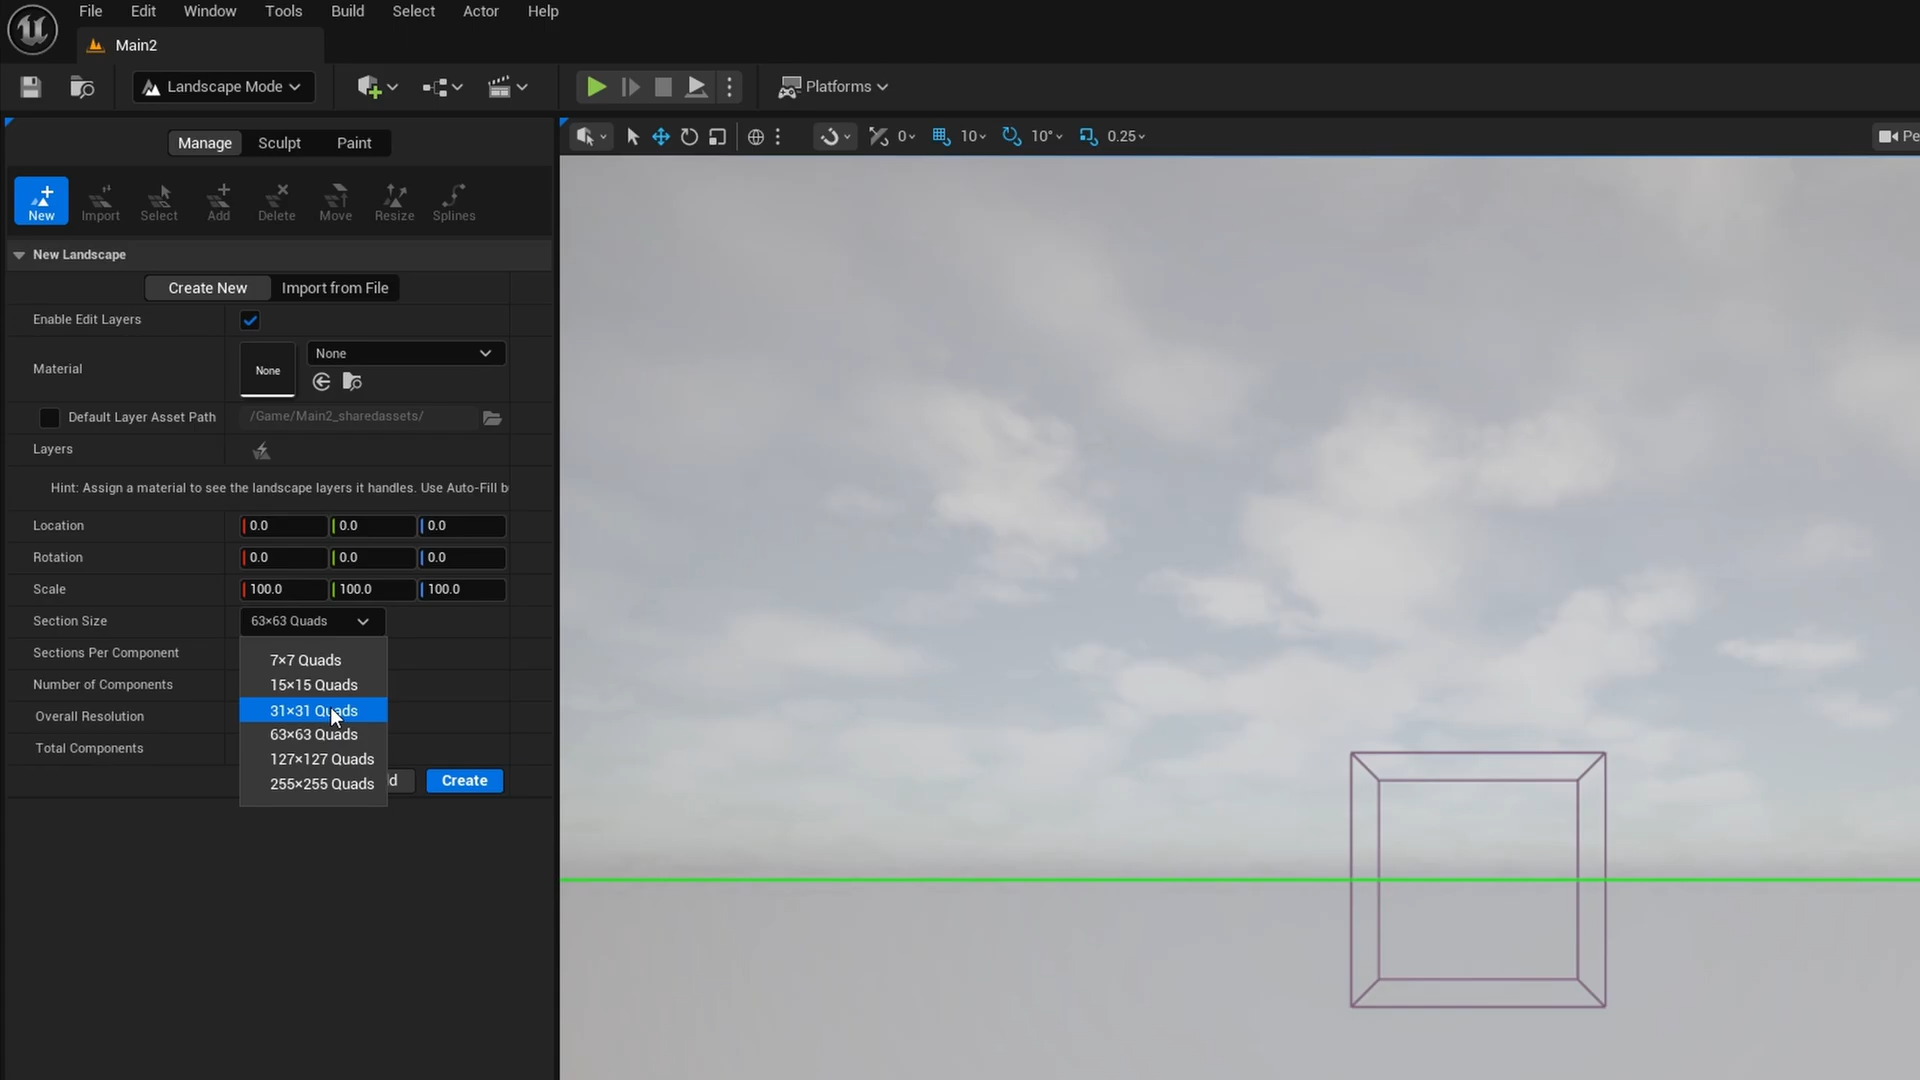 File Edit Window Tools Build Select Actor Help
Main2
Landscape Mode
Platforms
Manage Sculpt Paint
0 10 10° 0.25
New Import Select Add Delete Move Resize Splines
New Landscape
Create New Import from File
Enable Edit Layers
Material None None
Default Layer Asset Path /Game/Main2_sharedassets/
Layers
Hint: Assign a material to see the landscape layers it handles. Use Auto-Fill
Location 0.0 0.0 0.0
Rotation 0.0 0.0 0.0
Scale 100.0 100.0 100.0
Section Size 63×63 Quads
Sections Per Component
7×7 Quads
Number of Components
15×15 Quads
Overall Resolution
31×31 Quads
63×63 Quads
Total Components
127×127 Quads
255×255 Quads
Create